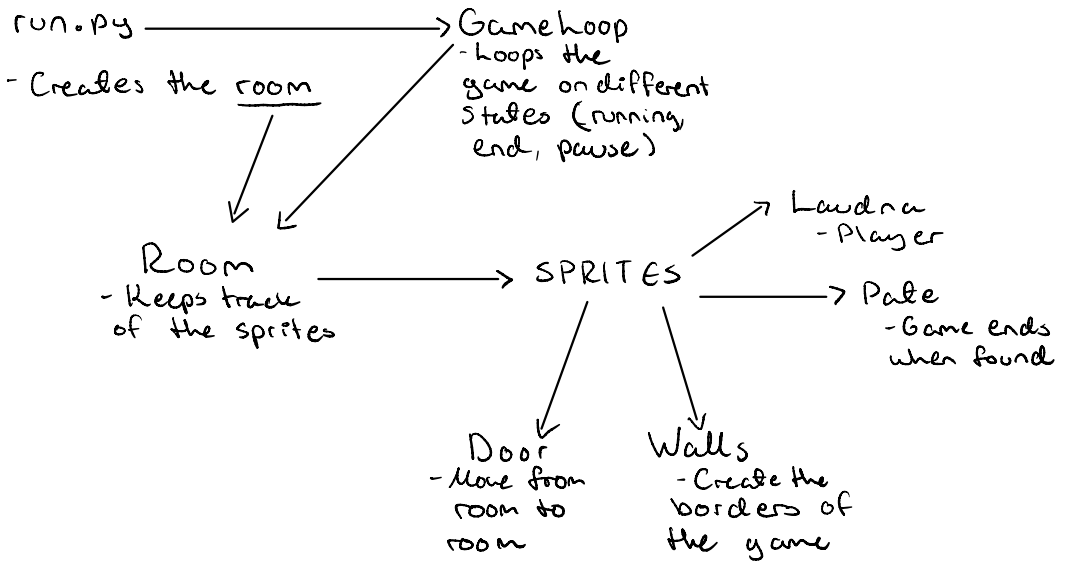 run.py
- Creates the room
GameLoop
- Loops the
game on different
states (running,
end, pause)
Room
- Keeps track
of the sprites
SPRITES
Laudna
- Player
Pate
- Game ends
when found
Door
- Move from
room to
room
Walls
- Create the
borders of
the game